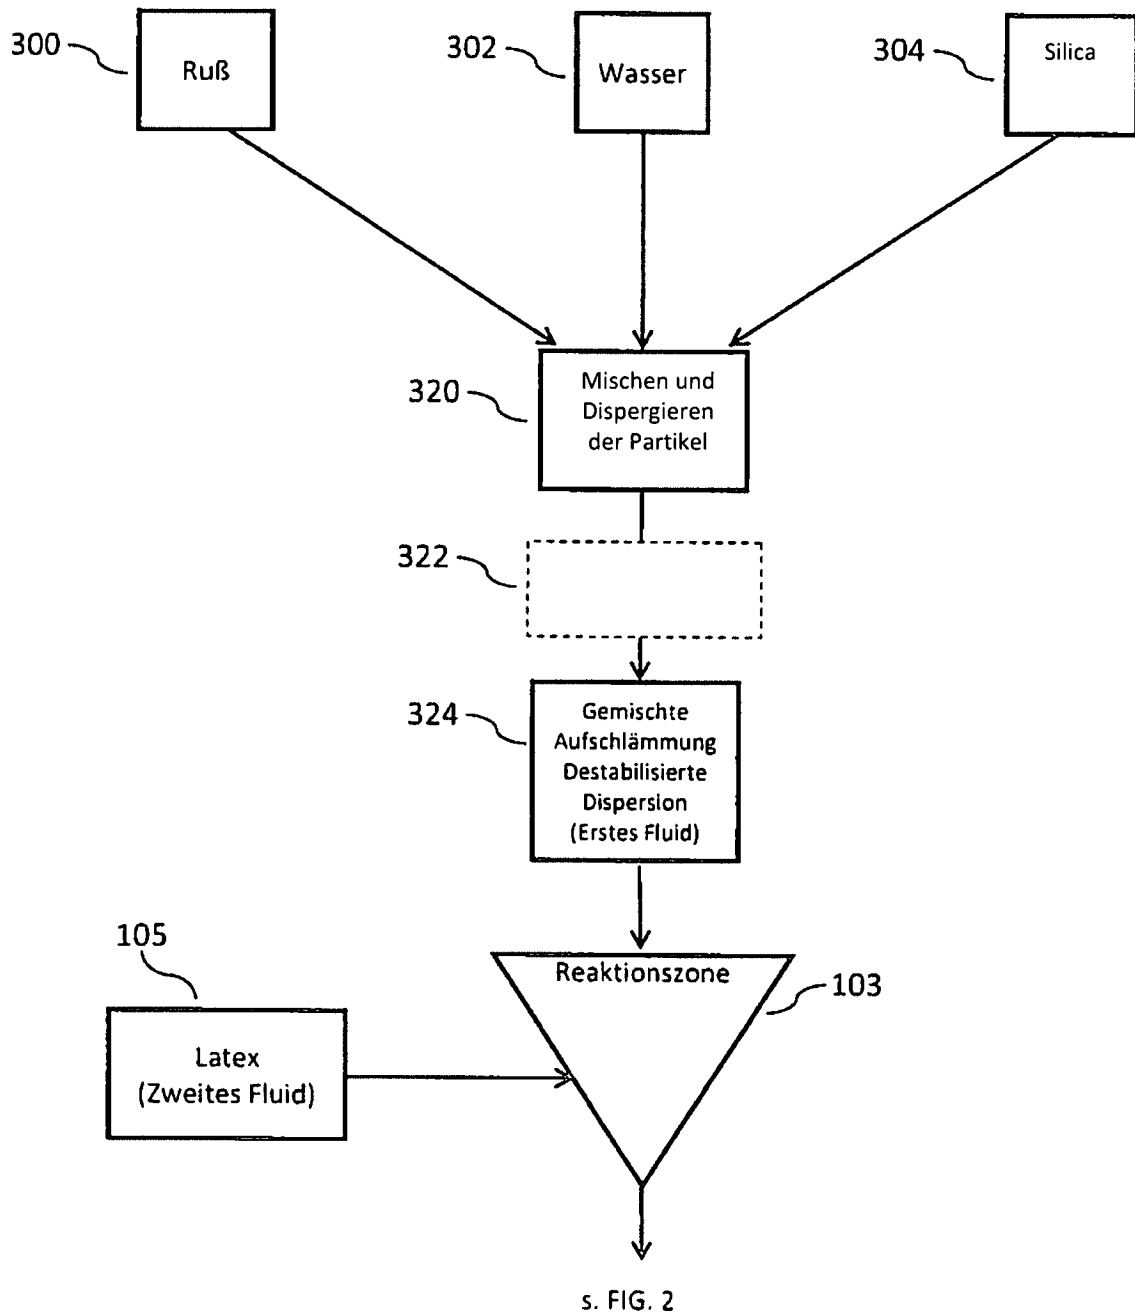 300
Ruß
302
Wasser
304
Silica
320
Mischen und
Dispergieren
der Partikel
322
324
Gemischte
Aufschlämmung
Destabilisierte
Dispersion
(Erstes Fluid)
105
Latex
(Zweites Fluid)
Reaktionszone
103
s. FIG. 2